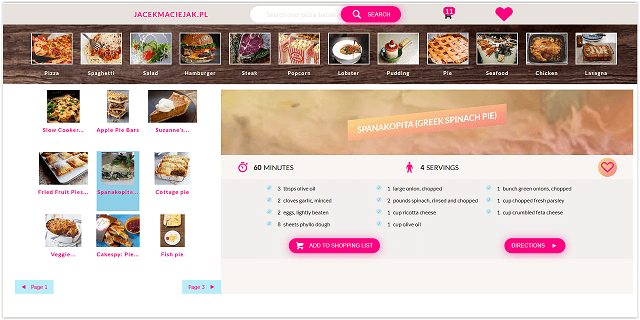 JACEKMACIEJAK.PL
SEARCH
11
Pizza Spaghetti Salad Hamburger Steak Popcorn Lobster Pudding Pie Seafood Chicken Lasagna
Slow Cooker... Apple Pie Bars Suzanne's...
Fried Fruit Pies... Spanakopita... Cottage pie
Veggie... Cakespy: Pie... Fish pie
Page 1
Page 3
SPANAKOPITA (GREEK SPINACH PIE)
60 MINUTES
4 SERVINGS
3 tbsps olive oil
1 large onion, chopped
1 bunch green onions, chopped
2 cloves garlic, minced
2 pounds spinach, rinsed and chopped
1 cup chopped fresh parsley
2 eggs, lightly beaten
1 cup ricotta cheese
1 cup crumbled feta cheese
8 sheets phyllo dough
1 cup olive oil
ADD TO SHOPPING LIST
DIRECTIONS